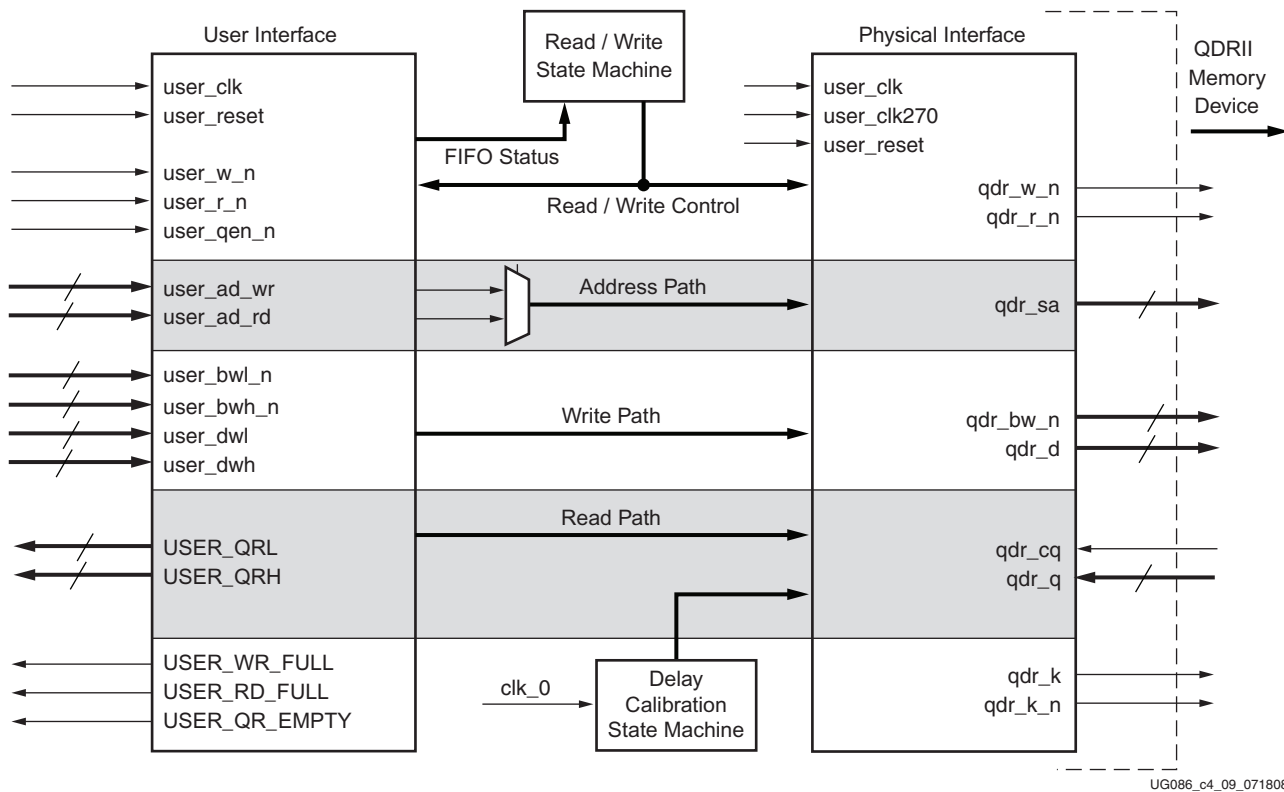 User Interface
user_clk
user_reset
user_w_n
user_r_n
user_qen_n
user_ad_wr
user_ad_rd
user_bwl_n
user_bwh_n
user_dwl
user_dwh
USER_QRL
USER_QRH
USER_WR_FULL
USER_RD_FULL
USER_QR_EMPTY
Read / Write
State Machine
FIFO Status
Read / Write Control
Address Path
Write Path
Read Path
clk_0
Delay
Calibration
State Machine
Physical Interface
user_clk
user_clk270
user_reset
qdr_w_n
qdr_r_n
qdr_sa
qdr_bw_n
qdr_d
qdr_cq
qdr_q
qdr_k
qdr_k_n
QDRII
Memory
Device
UG086_c4_09_071808